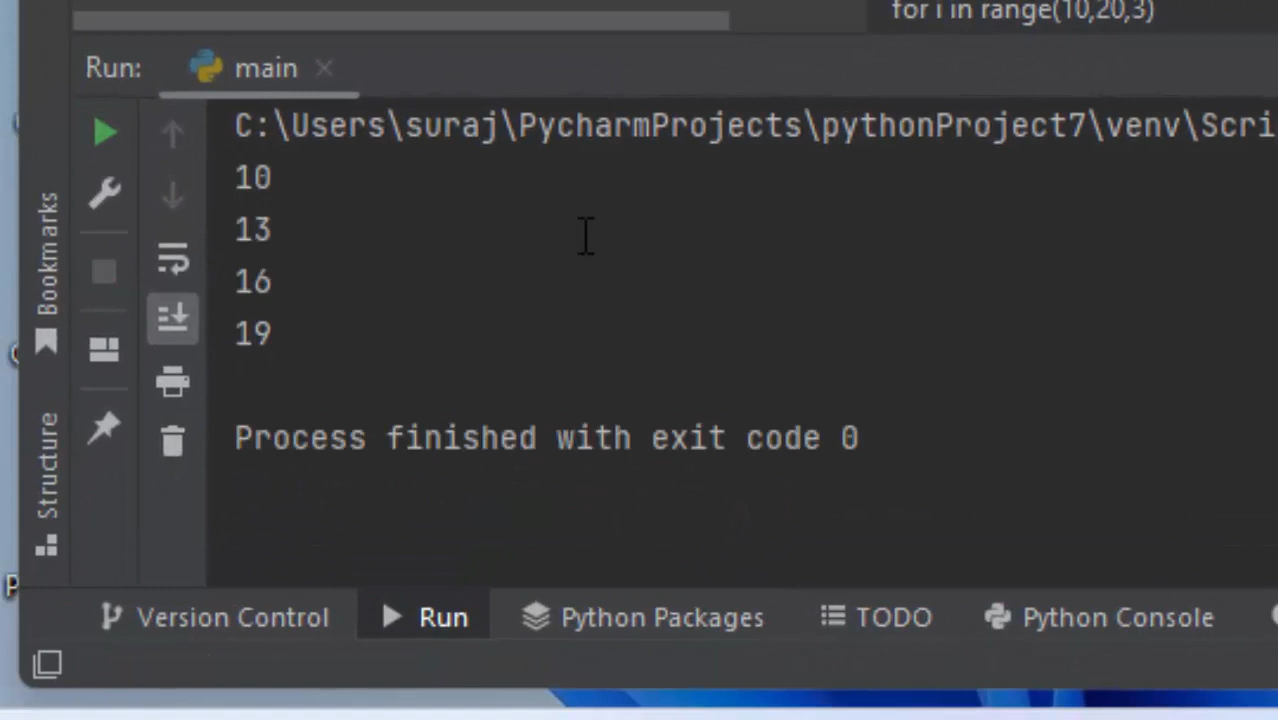 for i in range(10,20,3)
Run: main
C:\Users\suraj\PycharmProjects\pythonProject7\venv\Scri
10
13
16
19
Process finished with exit code 0
Bookmarks
Structure
Version Control Run Python Packages TODO Python Console